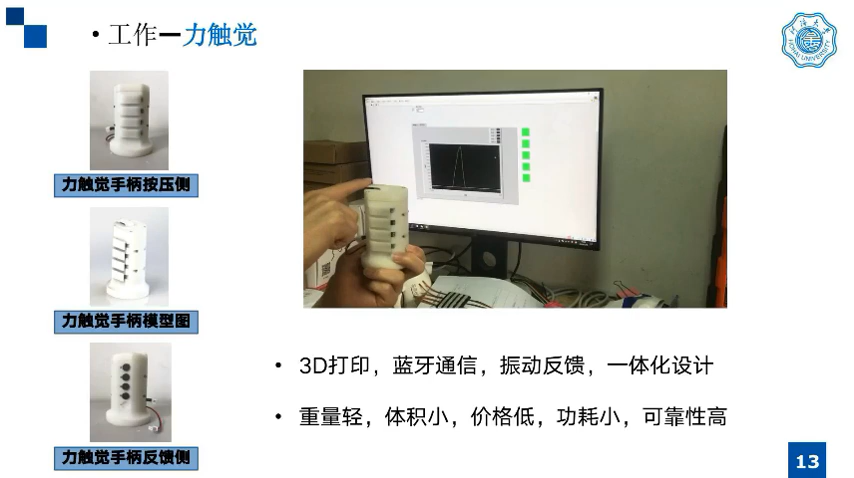 • 工作—力触觉
力触觉手柄按压侧
力触觉手柄模型图
力触觉手柄反馈侧
• 3D打印，蓝牙通信，振动反馈，一体化设计
• 重量轻，体积小，价格低，功耗小，可靠性高
HOHAI UNIVERSITY
13